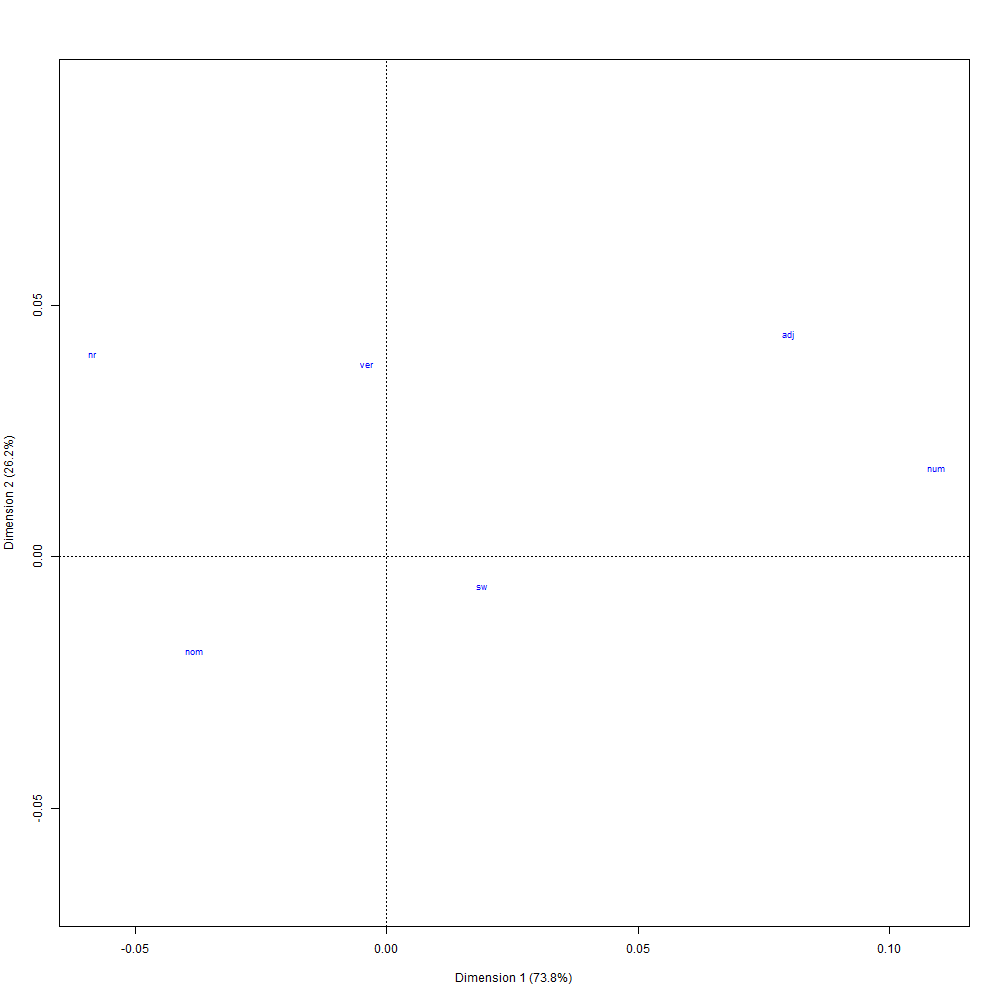 0.05
adj
nr
ver
num
Dimension 2 (26.2%)
0.00
sw
nom
-0.05
-0.05
0.00
0.05
0.10
Dimension 1 (73.8%)